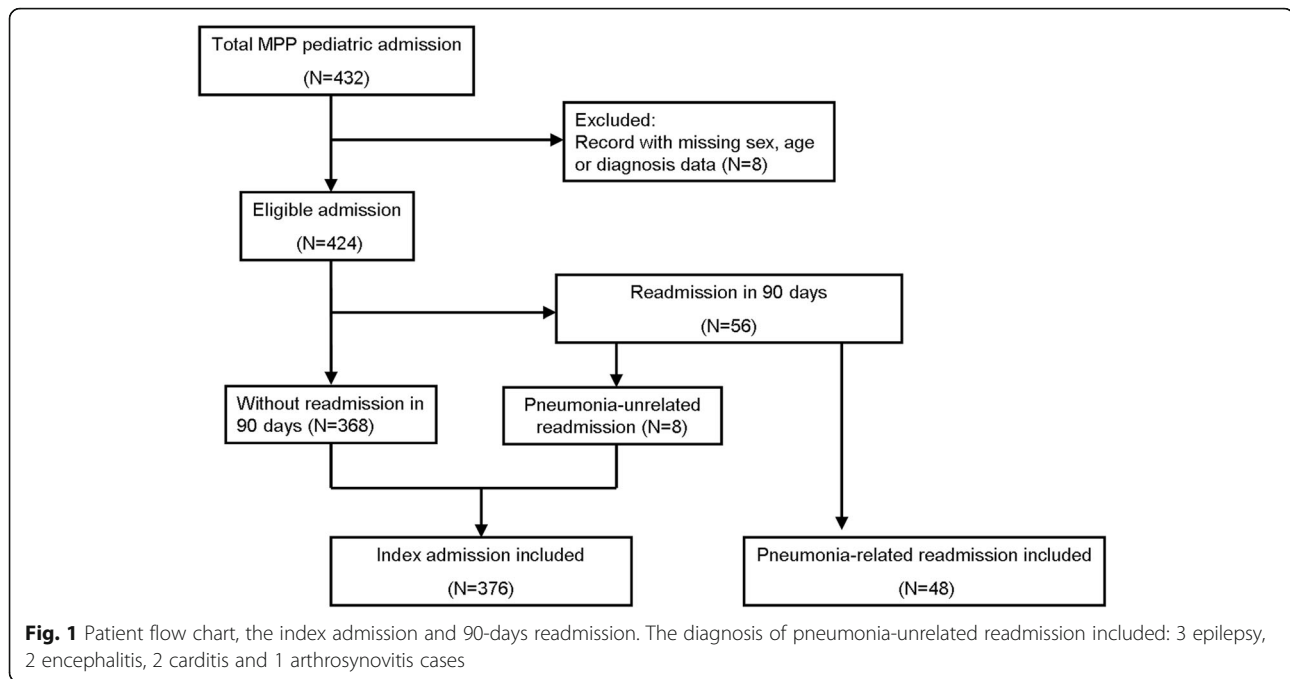 Total MPP pediatric admission
(N=432)
Excluded:
Record with missing sex, age
or diagnosis data (N=8)
Eligible admission
(N=424)
Readmission in 90 days
(N=56)
Without readmission in
90 days (N=368)
Pneumonia-unrelated
readmission (N=8)
Index admission included
(N=376)
Pneumonia-related readmission included
(N=48)
Fig. 1 Patient flow chart, the index admission and 90-days readmission. The diagnosis of pneumonia-unrelated readmission included: 3 epilepsy,
2 encephalitis, 2 carditis and 1 arthrosynovitis cases